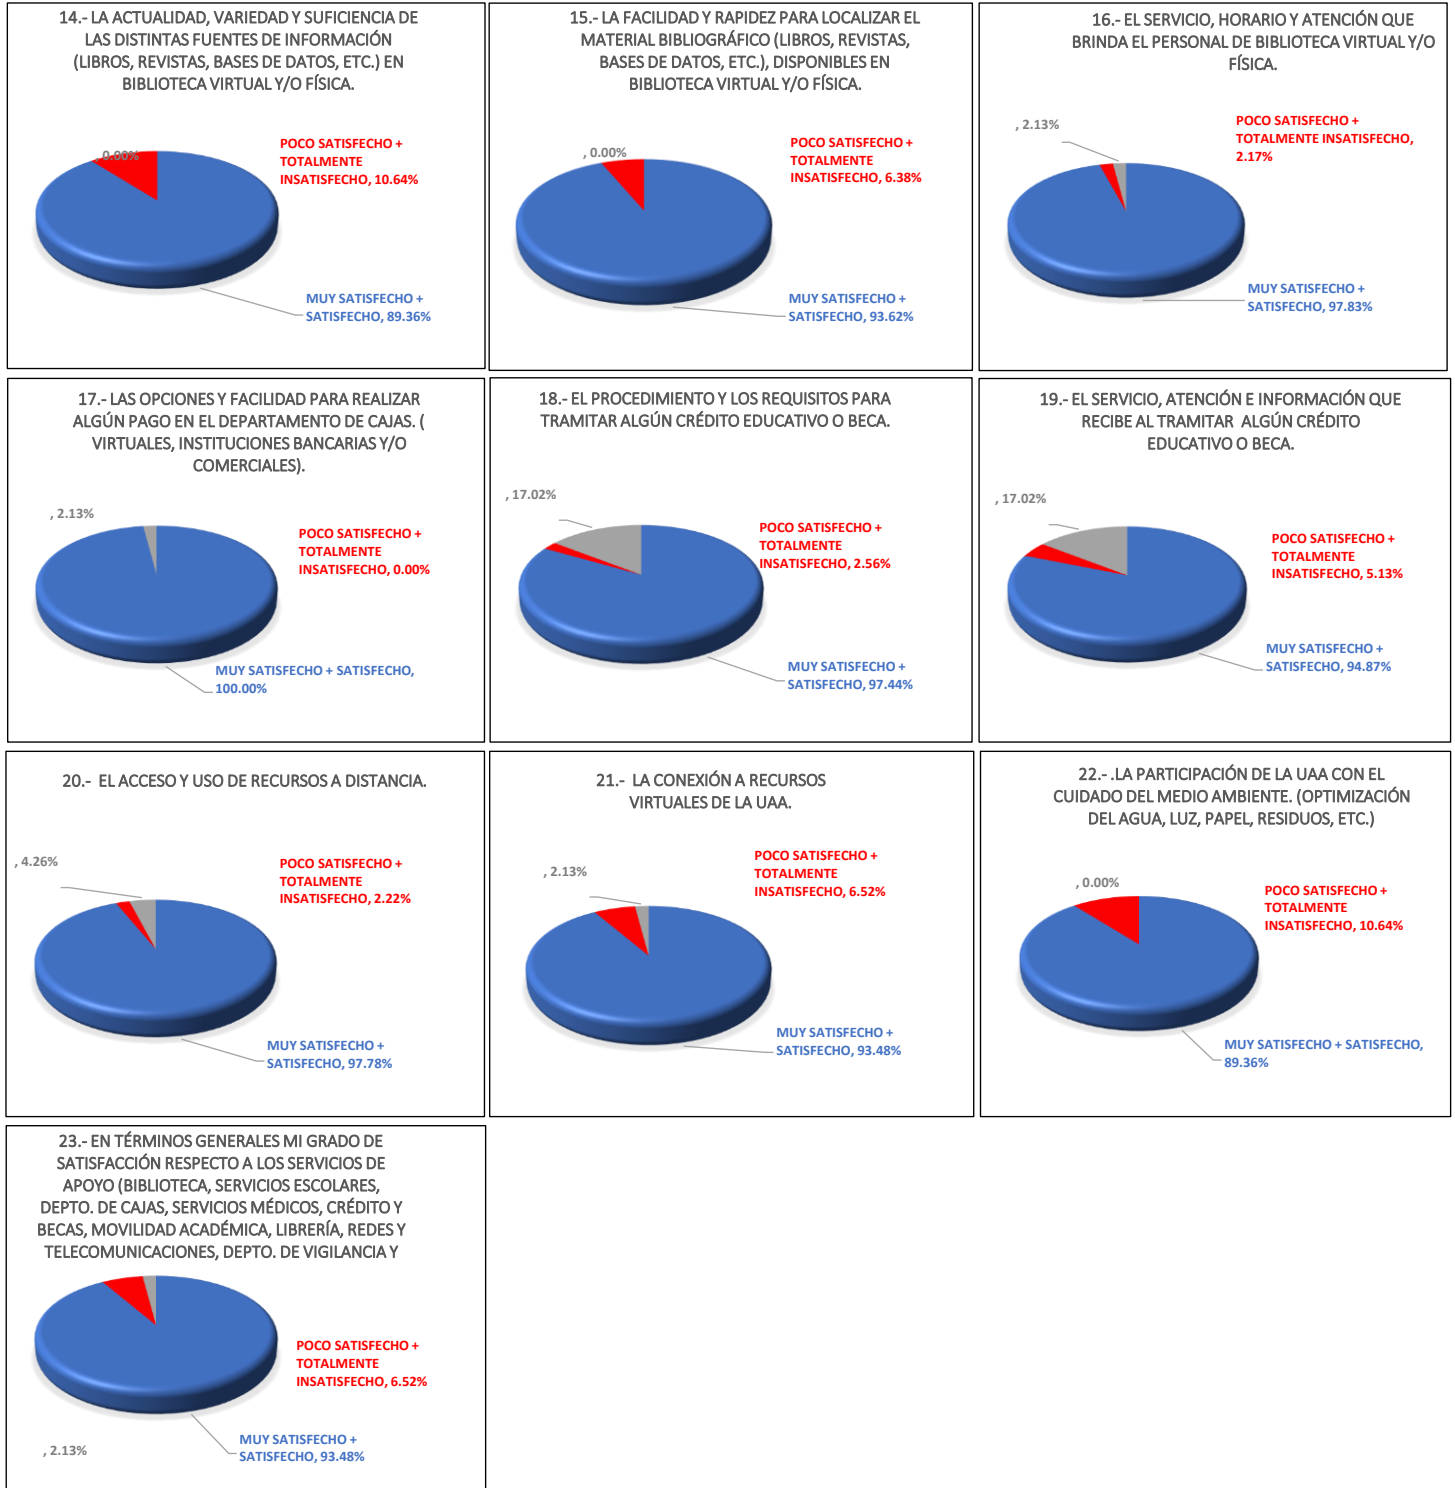 14.- LA ACTUALIDAD, VARIEDAD Y SUFICIENCIA DE
LAS DISTINTAS FUENTES DE INFORMACIÓN
(LIBROS, REVISTAS, BASES DE DATOS, ETC.) EN
BIBLIOTECA VIRTUAL Y/O FÍSICA.
, 0.00%
POCO SATISFECHO +
TOTALMENTE
INSATISFECHO, 10.64%
MUY SATISFECHO +
SATISFECHO, 89.36%
15.- LA FACILIDAD Y RAPIDEZ PARA LOCALIZAR EL
MATERIAL BIBLIOGRÁFICO (LIBROS, REVISTAS,
BASES DE DATOS, ETC.), DISPONIBLES EN
BIBLIOTECA VIRTUAL Y/O FÍSICA.
, 0.00%
POCO SATISFECHO +
TOTALMENTE
INSATISFECHO, 6.38%
MUY SATISFECHO +
SATISFECHO, 93.62%
16.- EL SERVICIO, HORARIO Y ATENCIÓN QUE
BRINDA EL PERSONAL DE BIBLIOTECA VIRTUAL Y/O
FÍSICA.
, 2.13%
POCO SATISFECHO +
TOTALMENTE INSATISFECHO,
2.17%
MUY SATISFECHO +
SATISFECHO, 97.83%
17.- LAS OPCIONES Y FACILIDAD PARA REALIZAR
ALGÚN PAGO EN EL DEPARTAMENTO DE CAJAS. (
VIRTUALES, INSTITUCIONES BANCARIAS Y/O
COMERCIALES).
, 2.13%
POCO SATISFECHO +
TOTALMENTE
INSATISFECHO, 0.00%
MUY SATISFECHO + SATISFECHO,
100.00%
18.- EL PROCEDIMIENTO Y LOS REQUISITOS PARA
TRAMITAR ALGÚN CRÉDITO EDUCATIVO O BECA.
, 17.02%
POCO SATISFECHO +
TOTALMENTE
INSATISFECHO, 2.56%
MUY SATISFECHO +
SATISFECHO, 97.44%
19.- EL SERVICIO, ATENCIÓN E INFORMACIÓN QUE
RECIBE AL TRAMITAR ALGÚN CRÉDITO
EDUCATIVO O BECA.
, 17.02%
POCO SATISFECHO +
TOTALMENTE
INSATISFECHO, 5.13%
MUY SATISFECHO +
SATISFECHO, 94.87%
20.- EL ACCESO Y USO DE RECURSOS A DISTANCIA.
, 4.26%
POCO SATISFECHO +
TOTALMENTE
INSATISFECHO, 2.22%
MUY SATISFECHO +
SATISFECHO, 97.78%
21.- LA CONEXIÓN A RECURSOS
VIRTUALES DE LA UAA.
, 2.13%
POCO SATISFECHO +
TOTALMENTE
INSATISFECHO, 6.52%
MUY SATISFECHO +
SATISFECHO, 93.48%
22.- .LA PARTICIPACIÓN DE LA UAA CON EL
CUIDADO DEL MEDIO AMBIENTE. (OPTIMIZACIÓN
DEL AGUA, LUZ, PAPEL, RESIDUOS, ETC.)
, 0.00%
POCO SATISFECHO +
TOTALMENTE
INSATISFECHO, 10.64%
MUY SATISFECHO + SATISFECHO,
89.36%
23.- EN TÉRMINOS GENERALES MI GRADO DE
SATISFACCIÓN RESPECTO A LOS SERVICIOS DE
APOYO (BIBLIOTECA, SERVICIOS ESCOLARES,
DEPTO. DE CAJAS, SERVICIOS MÉDICOS, CRÉDITO Y
BECAS, MOVILIDAD ACADÉMICA, LIBRERÍA, REDES Y
TELECOMUNICACIONES, DEPTO. DE VIGILANCIA Y
POCO SATISFECHO +
TOTALMENTE
INSATISFECHO, 6.52%
MUY SATISFECHO +
SATISFECHO, 93.48%
, 2.13%